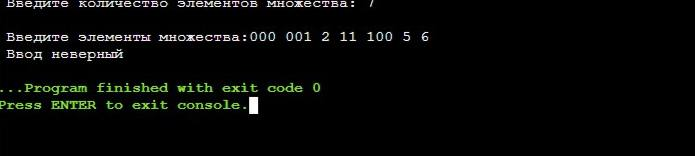 Введите количество элементов множества: 7
Введите элементы множества:000 001 2 11 100 5 6
Ввод неверный
...Program finished with exit code 0
Press ENTER to exit console.